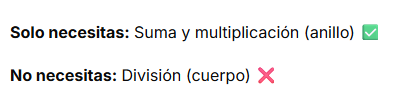 Solo necesitas: Suma y multiplicación (anillo) ✅
No necesitas: División (cuerpo) ❌